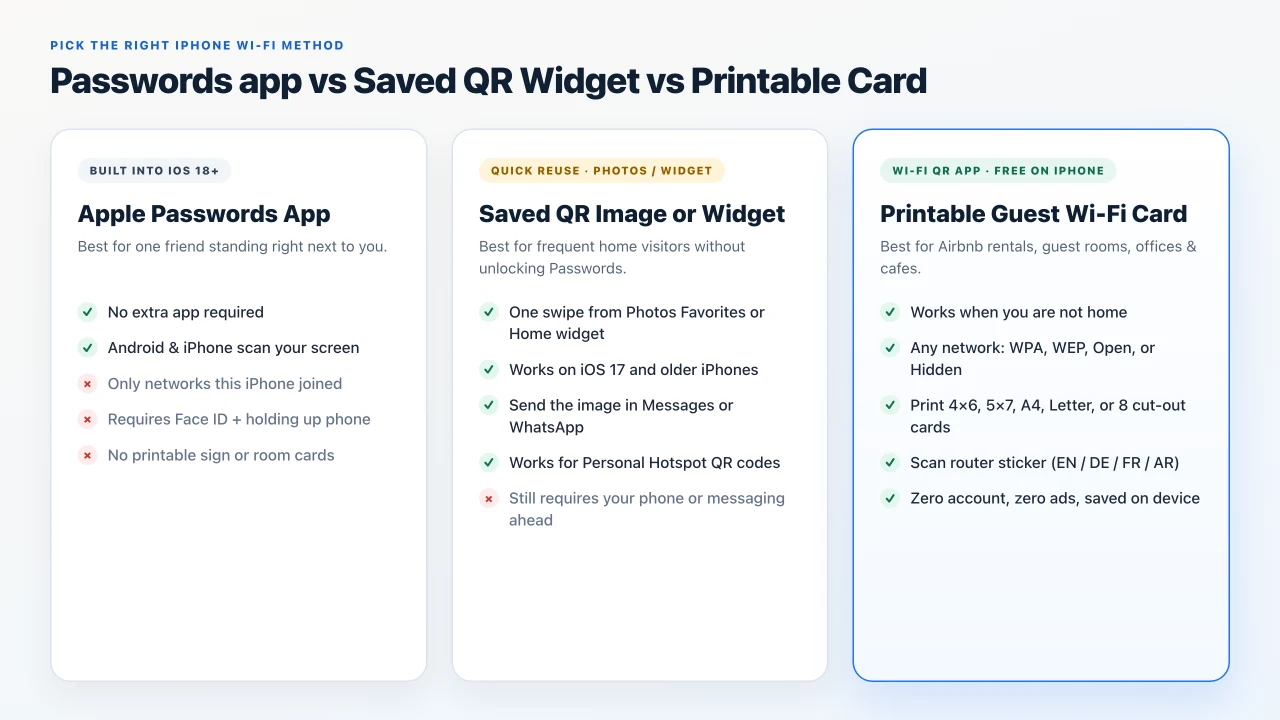 PICK THE RIGHT IPHONE WI-FI METHOD
Passwords app vs Saved QR Widget vs Printable Card
BUILT INTO IOS 18+
Apple Passwords App
Best for one friend standing right next to you.
No extra app required
Android & iPhone scan your screen
Only networks this iPhone joined
Requires Face ID + holding up phone
No printable sign or room cards
QUICK REUSE · PHOTOS / WIDGET
Saved QR Image or Widget
Best for frequent home visitors without
unlocking Passwords.
One swipe from Photos Favorites or
Home widget
Works on iOS 17 and older iPhones
Send the image in Messages or
WhatsApp
Works for Personal Hotspot QR codes
Still requires your phone or messaging
ahead
WI-FI QR APP · FREE ON IPHONE
Printable Guest Wi-Fi Card
Best for Airbnb rentals, guest rooms, offices &
cafes.
Works when you are not home
Any network: WPA, WEP, Open, or
Hidden
Print 4×6, 5×7, A4, Letter, or 8 cut-out
cards
Scan router sticker (EN / DE / FR / AR)
Zero account, zero ads, saved on device